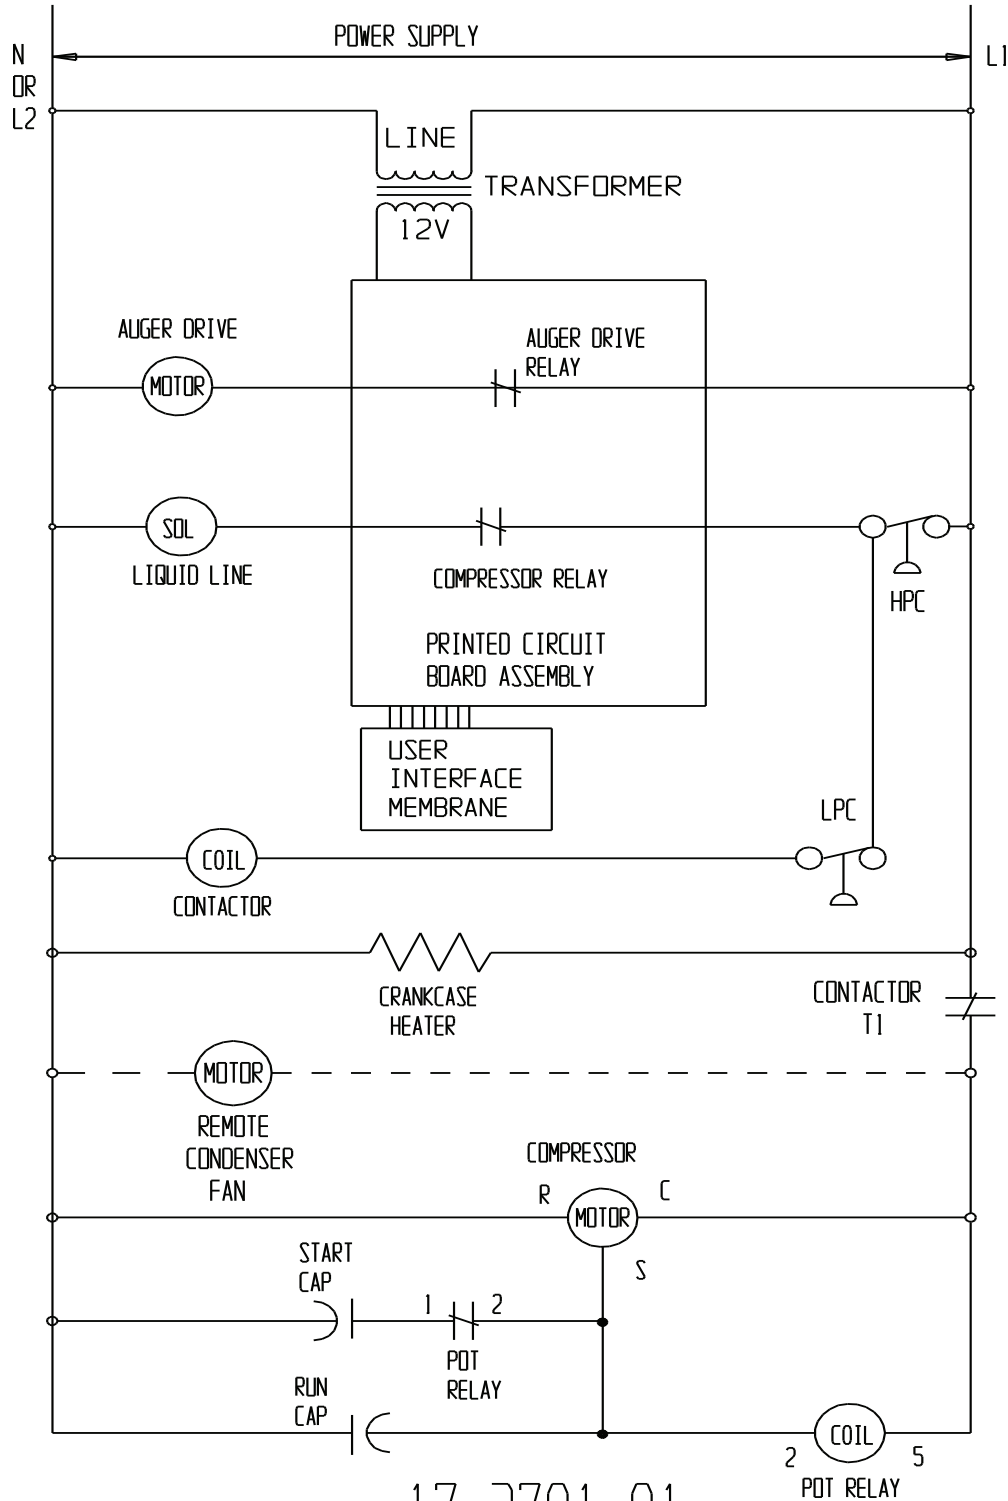 POWER SUPPLY
N
OR
L2
L1
LINE
TRANSFORMER
12V
AUGER DRIVE
MOTOR
AUGER DRIVE
RELAY
SOL
LIQUID LINE
COMPRESSOR RELAY
HPC
PRINTED CIRCUIT
BOARD ASSEMBLY
USER
INTERFACE
MEMBRANE
LPC
COIL
CONTACTOR
CRANKCASE
HEATER
CONTACTOR
T1
MOTOR
REMOTE
CONDENSER
FAN
COMPRESSOR
R
C
MOTOR
S
START
CAP
1
2
POT
RELAY
RUN
CAP
COIL
2
5
POT RELAY